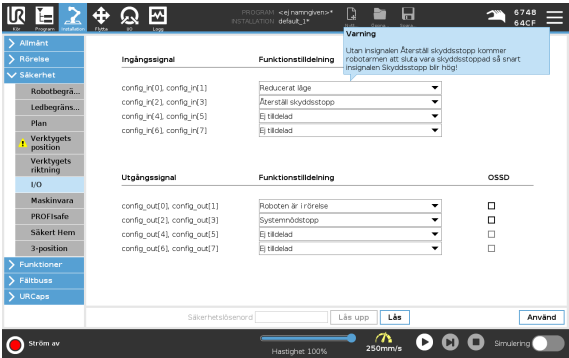 UR
PROGRAM <ej namngiven>*
INSTALLATION default_1*
6748
64CF
Kör Program Installation Flytta I/O Logg
Varning
Utan insignalen Återställ skyddsstopp kommer
robotarmen att sluta vara skyddsstoppad så snart
insignalen Skyddsstopp blir hög!
Allmänt
Rörelse
Säkerhet
Robotbegrä...
Ledbegräns...
Plan
Verktygets
position
Verktygets
riktning
I/O
Maskinvara
PROFIsafe
Säkert Hem
3-position
Funktioner
Fältbuss
URCaps
Ingångssignal Funktionstilldelning
config_in[0], config_in[1] Reducerat läge
config_in[2], config_in[3] Återställ skyddsstopp
config_in[4], config_in[5] Ej tilldelad
config_in[6], config_in[7] Ej tilldelad
Utgångssignal Funktionstilldelning OSSD
config_out[0], config_out[1] Roboten är i rörelse
config_out[2], config_out[3] Systemnödstopp
config_out[4], config_out[5] Ej tilldelad
config_out[6], config_out[7] Ej tilldelad
Säkerhetslösenord Lås upp Lås Använd
Ström av Hastighet 100% 250mm/s Simulering